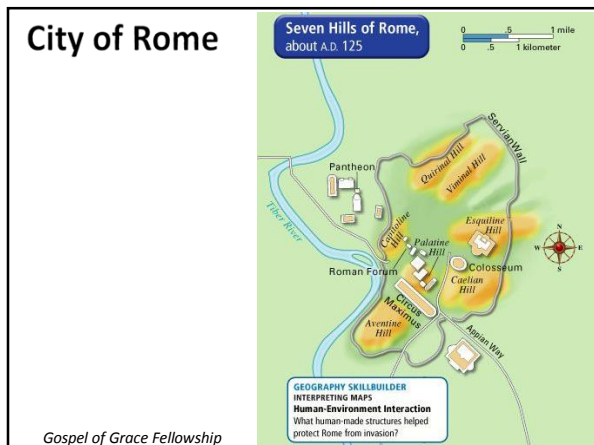 City of Rome
Seven Hills of Rome,
about A.D. 125
0 .5 1 mile
0 .5 1 kilometer
Servian Wall
Quirinal Hill
Viminal Hill
Pantheon
Tiber River
Capitoline
Hill
Esquiline
Hill
Palatine
Hill
N
W E
S
Roman Forum
Colosseum
Caelian
Hill
Circus
Maximus
Aventine
Hill
Appian Way
GEOGRAPHY SKILLBUILDER
INTERPRETING MAPS
Human-Environment Interaction
What human-made structures helped
protect Rome from invasion?
Gospel of Grace Fellowship